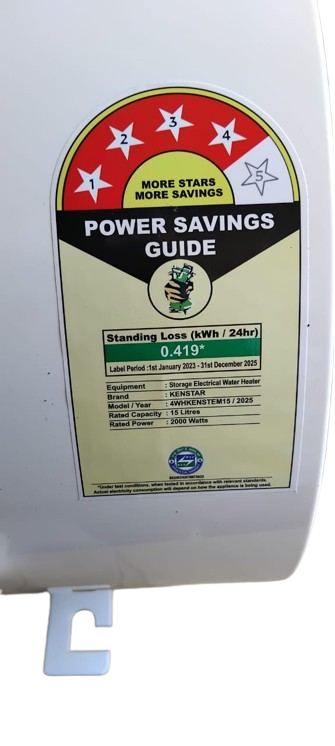 1 2 3 4 5
MORE STARS
MORE SAVINGS
POWER SAVINGS
GUIDE
Standing Loss (kWh / 24hr)
0.419*
Label Period :1st January 2023 - 31st December 2025
Equipment : Storage Electrical Water Heater
Brand : KENSTAR
Model / Year : 4WHKENSTEM15 / 2025
Rated Capacity : 15 Litres
Rated Power : 2000 Watts
*Under test conditions, when tested in accordance with relevant standards.
Actual electricity consumption will depend on how the appliance is being used.